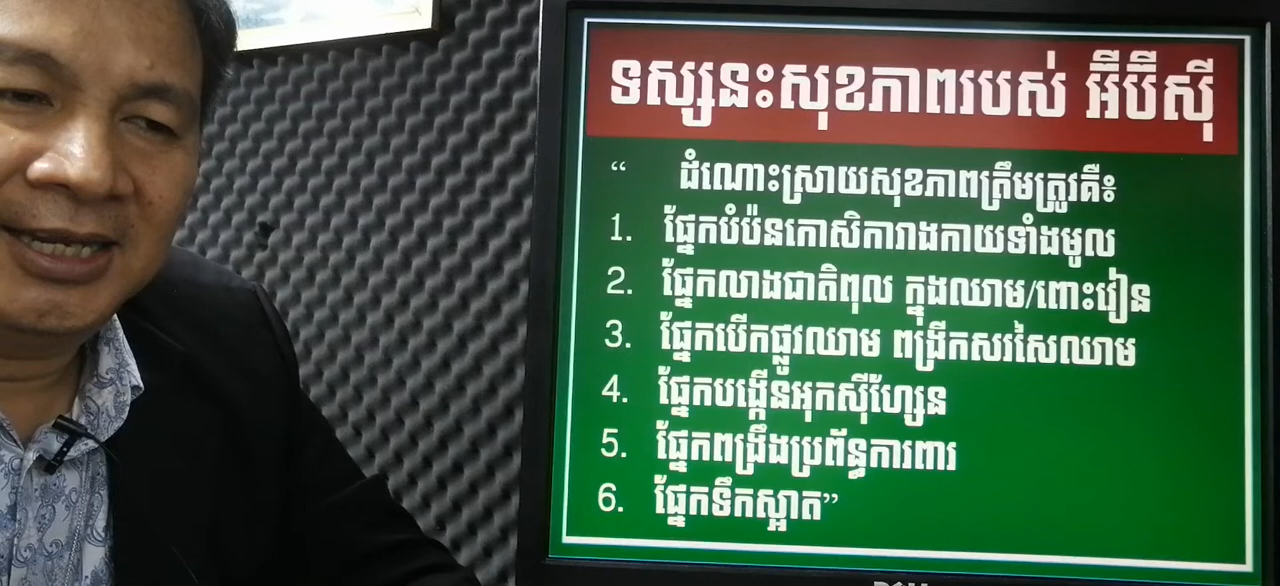 ទស្សនះសុខភាពរបស់ អ៊ីប៊ីស៊ី
“ ដំណោះស្រាយសុខភាពត្រឹមត្រូវគឺ៖
1. ផ្នែកបំប៉នកោសិការាងកាយទាំងមូល
2. ផ្នែកលាងជាតិពុល ក្នុងឈាម/ពោះវៀន
3. ផ្នែកបើកផ្លូវឈាម ពង្រីកសរសៃឈាម
4. ផ្នែកបង្កើនអុកស៊ីហ្សែន
5. ផ្នែកពង្រឹងប្រព័ន្ធការពារ
6. ផ្នែកទឹកស្អាត”